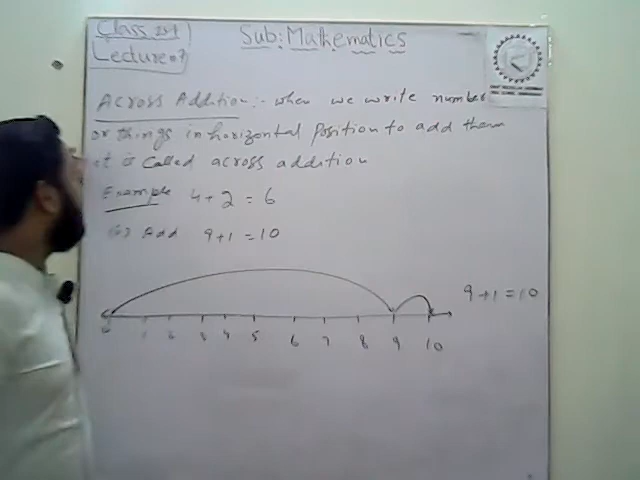 Class 1st
Sub: Mathematics
Lecture 07
Across Addition:- when we write number
or things in horizontal position to add them
it is called across addition
Example 4+2=6
Add 9+1=10
9+1=10
1 2 3 4 5 6 7 8 9 10